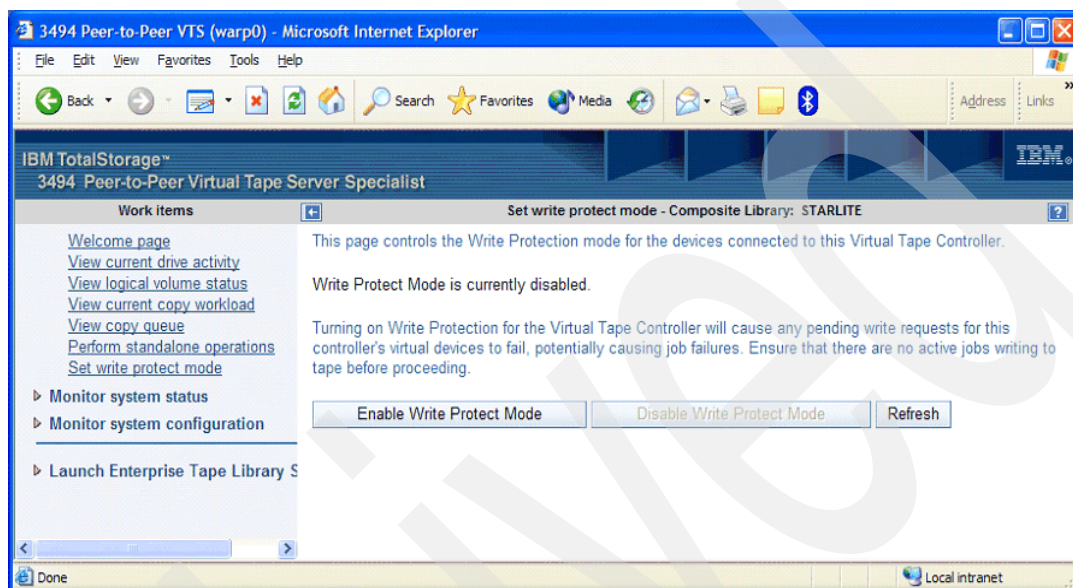 3494 Peer-to-Peer VTS (warp0) - Microsoft Internet Explorer
File Edit View Favorites Tools Help
Back Search Favorites Media Address Links
IBM TotalStorage™
3494 Peer-to-Peer Virtual Tape Server Specialist
IBM®
Work items
Set write protect mode - Composite Library: STARLITE
?
Welcome page
View current drive activity
View logical volume status
View current copy workload
View copy queue
Perform standalone operations
Set write protect mode
Monitor system status
Monitor system configuration
Launch Enterprise Tape Library S
This page controls the Write Protection mode for the devices connected to this Virtual Tape Controller.
Write Protect Mode is currently disabled.
Turning on Write Protection for the Virtual Tape Controller will cause any pending write requests for this
controller's virtual devices to fail, potentially causing job failures. Ensure that there are no active jobs writing to
tape before proceeding.
Enable Write Protect Mode Disable Write Protect Mode Refresh
Done
Local intranet